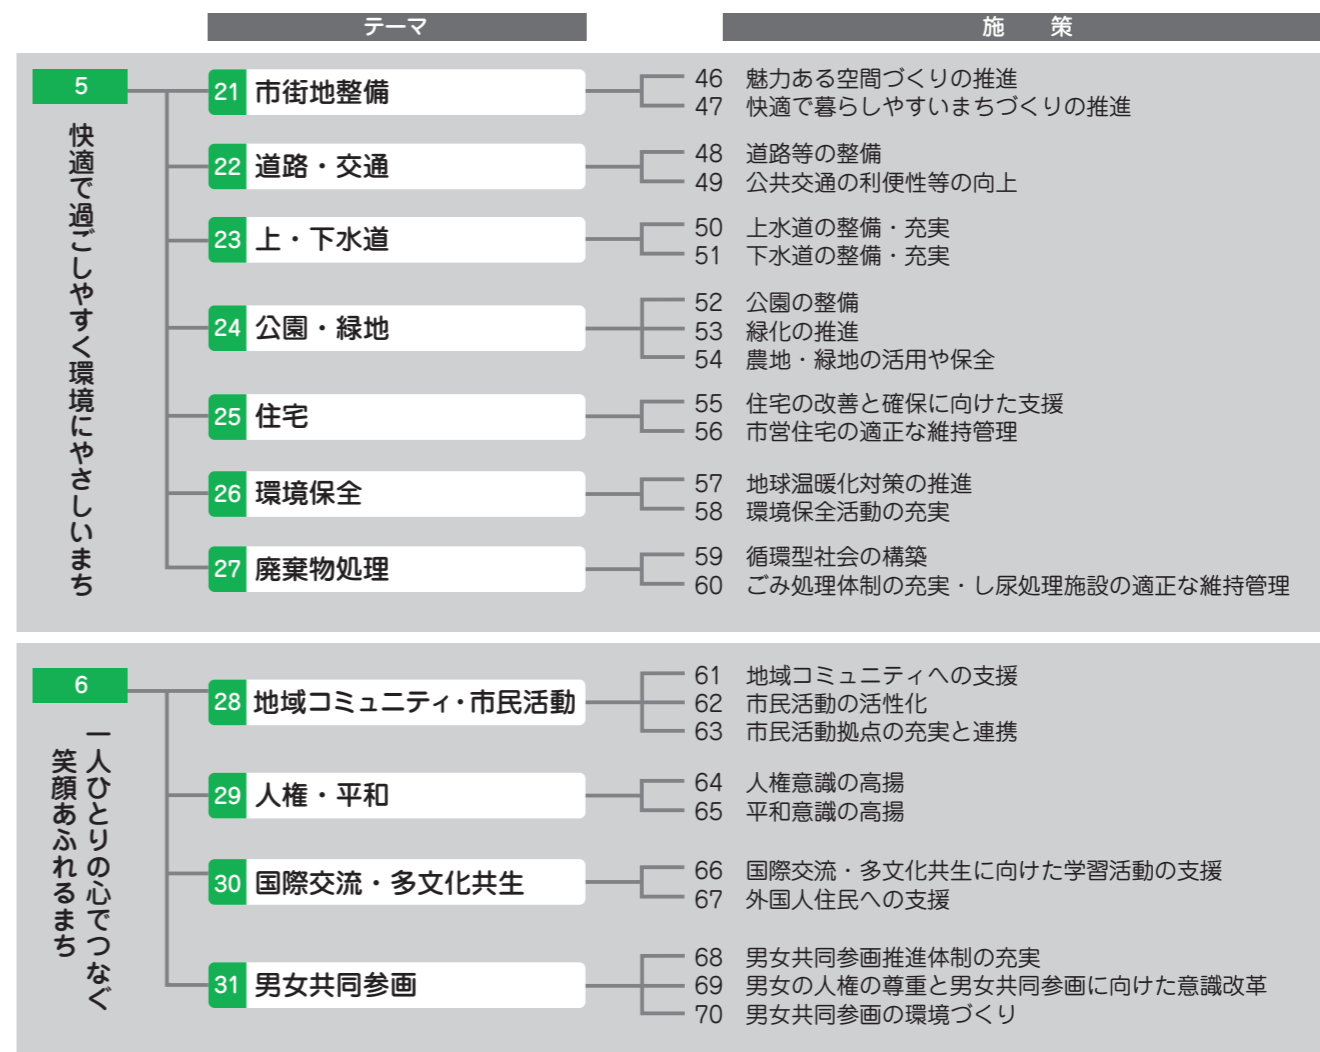 テーマ
施 策
5
快適で過ごしやすく環境にやさしいまち
21 市街地整備
46 魅力ある空間づくりの推進
47 快適で暮らしやすいまちづくりの推進
22 道路・交通
48 道路等の整備
49 公共交通の利便性等の向上
23 上・下水道
50 上水道の整備・充実
51 下水道の整備・充実
24 公園・緑地
52 公園の整備
53 緑化の推進
54 農地・緑地の活用や保全
25 住宅
55 住宅の改善と確保に向けた支援
56 市営住宅の適正な維持管理
26 環境保全
57 地球温暖化対策の推進
58 環境保全活動の充実
27 廃棄物処理
59 循環型社会の構築
60 ごみ処理体制の充実・し尿処理施設の適正な維持管理
6
一人ひとりの心でつなぐ
笑顔あふれるまち
28 地域コミュニティ・市民活動
61 地域コミュニティへの支援
62 市民活動の活性化
63 市民活動拠点の充実と連携
29 人権・平和
64 人権意識の高揚
65 平和意識の高揚
30 国際交流・多文化共生
66 国際交流・多文化共生に向けた学習活動の支援
67 外国人住民への支援
31 男女共同参画
68 男女共同参画推進体制の充実
69 男女の人権の尊重と男女共同参画に向けた意識改革
70 男女共同参画の環境づくり